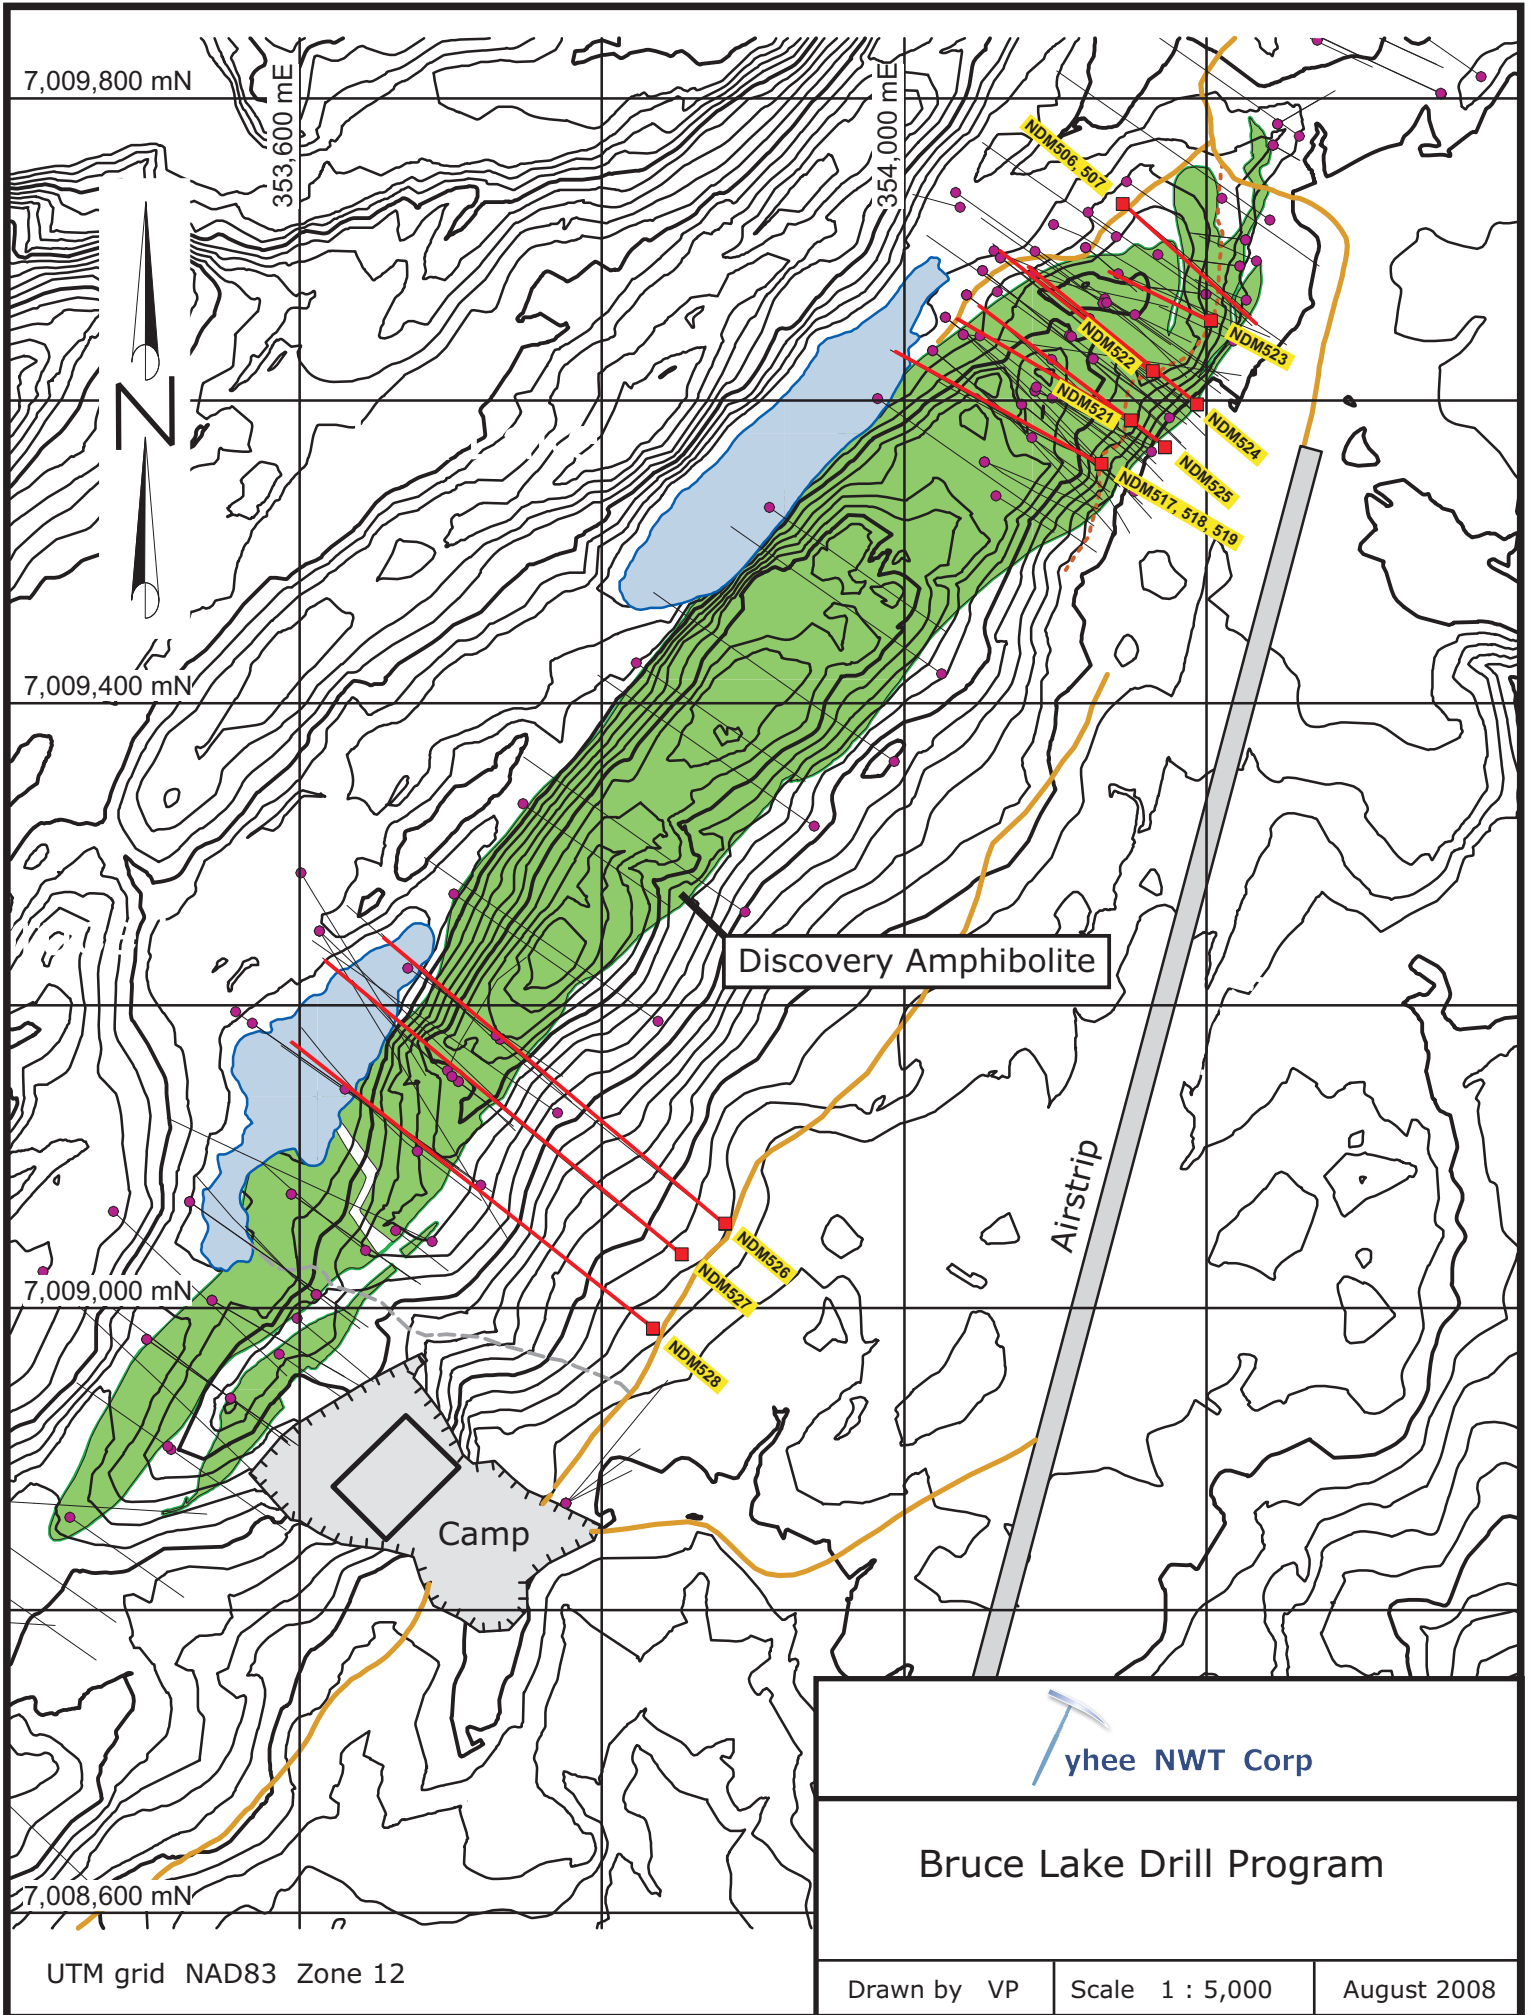 7,009,800 mN
353,600 mE
354,000 mE
NDM506, 507
N
NDM522
NDM523
NDM521
NDM524
NDM525
NDM517, 518, 519
7,009,400 mN
Discovery Amphibolite
Airstrip
NDM526
7,009,000 mN
NDM527
NDM528
Camp
yhee NWT Corp
Bruce Lake Drill Program
7,008,600 mN
UTM grid NAD83 Zone 12
Drawn by VP
Scale 1 : 5,000
August 2008